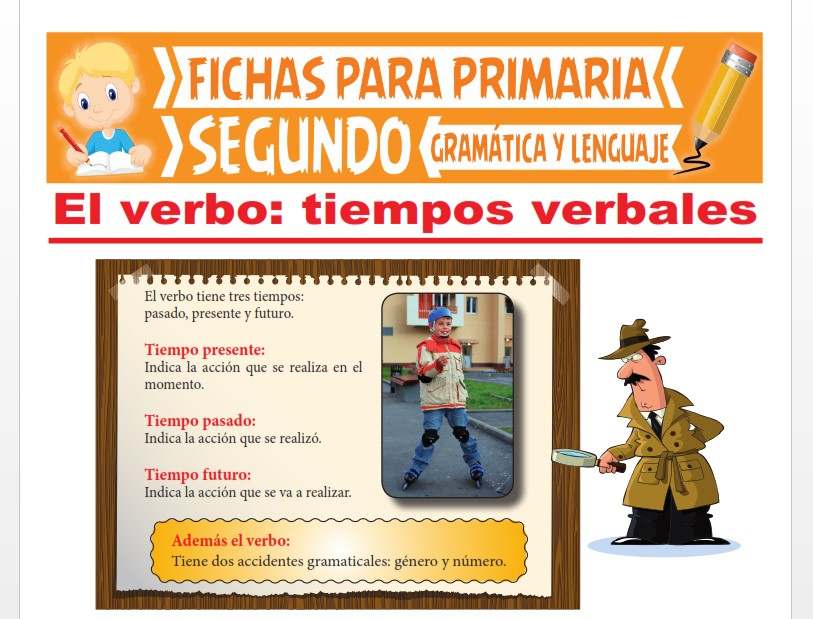 FICHAS PARA PRIMARIA
SEGUNDO GRAMÁTICA Y LENGUAJE
El verbo: tiempos verbales
El verbo tiene tres tiempos:
pasado, presente y futuro.
Tiempo presente:
Indica la acción que se realiza en el
momento.
Tiempo pasado:
Indica la acción que se realizó.
Tiempo futuro:
Indica la acción que se va a realizar.
Además el verbo:
Tiene dos accidentes gramaticales: género y número.